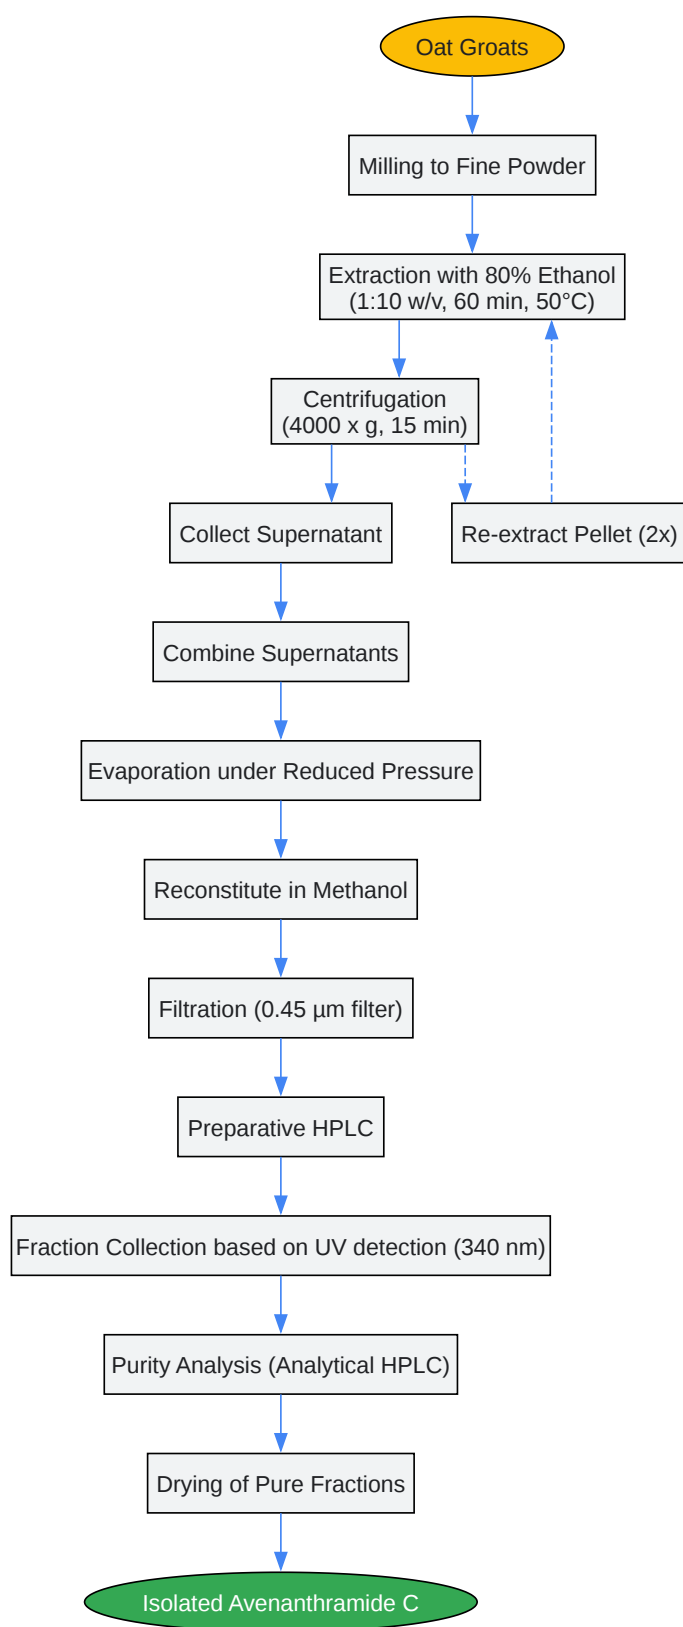 Oat Groats
Milling to Fine Powder
Extraction with 80% Ethanol
(1:10 w/v, 60 min, 50°C)
Centrifugation
(4000 x g, 15 min)
Collect Supernatant
Re-extract Pellet (2x)
Combine Supernatants
Evaporation under Reduced Pressure
Reconstitute in Methanol
Filtration (0.45 µm filter)
Preparative HPLC
Fraction Collection based on UV detection (340 nm)
Purity Analysis (Analytical HPLC)
Drying of Pure Fractions
Isolated Avenanthramide C